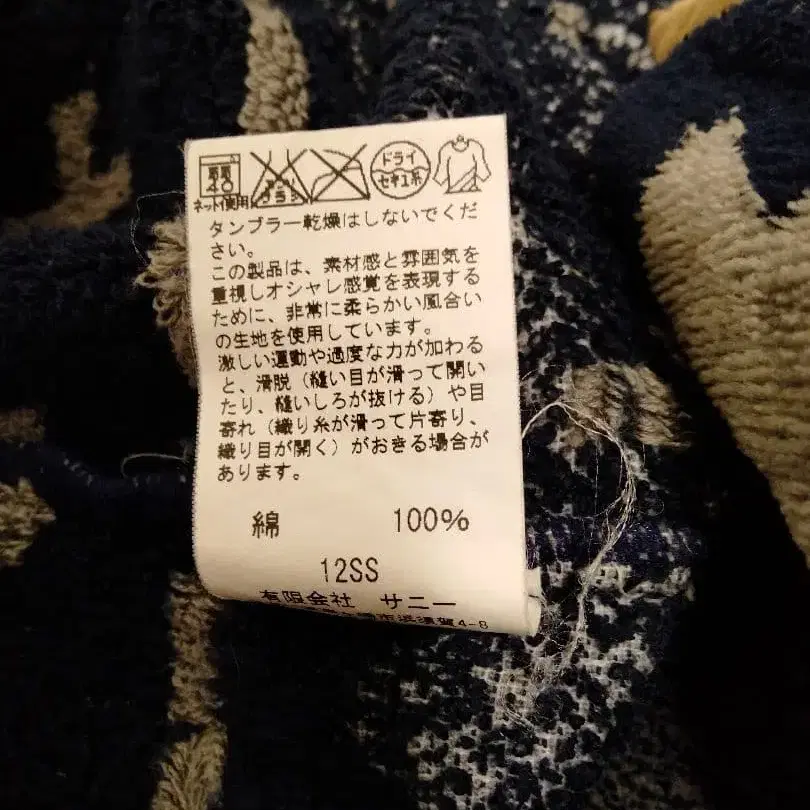 40
エンソ サラシ
ドライ
セキユ系
ネット使用
タンブラー乾燥はしないでくだ
さい。
この製品は、素材感と雰囲気を
重視しオシャレ感覚を表現する
ために、非常に柔らかい風合い
の生地を使用しています。
激しい運動や過度な力が加わる
と、滑脱（縫い目が滑って開い
たり、縫いしろが抜ける）や目
寄れ（織り糸が滑って片寄り、
織り目が開く）がおきる場合が
あります。
綿 100%
12SS
有限会社 サニー
4-6